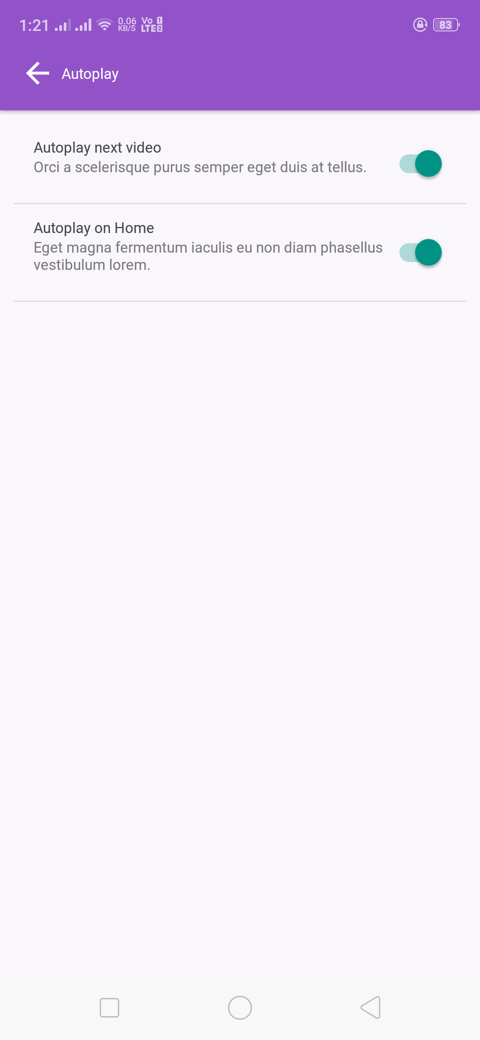 1:21 0.06 KB/S Vo LTE 83
Autoplay
Autoplay next video
Orci a scelerisque purus semper eget duis at tellus.
Autoplay on Home
Eget magna fermentum iaculis eu non diam phasellus
vestibulum lorem.